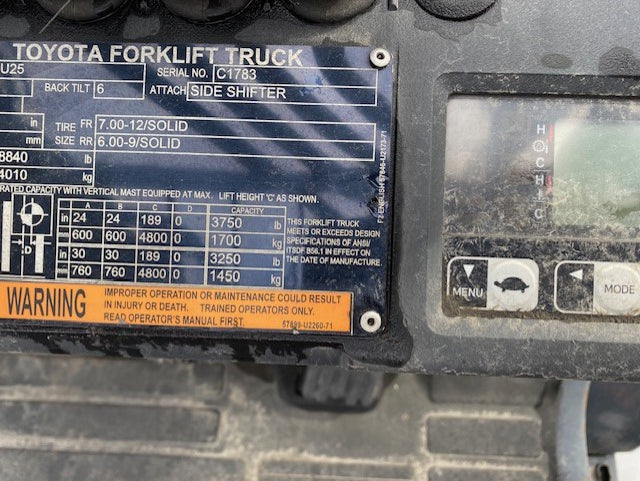 TOYOTA FORKLIFT TRUCK
U25 SERIAL NO. C1783
BACK TILT 6 ATTACH SIDE SHIFTER
in TIRE FR 7.00-12/SOLID
mm SIZE RR 6.00-9/SOLID
8840 lb
4010 kg
RATED CAPACITY WITH VERTICAL MAST EQUIPPED AT MAX. LIFT HEIGHT 'C' AS SHOWN.
A B C D CAPACITY
in 24 24 189 0 3750 lb
mm 600 600 4800 0 1700 kg
in 30 30 189 0 3250 lb
mm 760 760 4800 0 1450 kg
D
THIS FORKLIFT TRUCK
MEETS OR EXCEEDS DESIGN
SPECIFICATIONS OF ANSI/
ITSDF B56.1 IN EFFECT ON
THE DATE OF MANUFACTURE.
WARNING
IMPROPER OPERATION OR MAINTENANCE COULD RESULT
IN INJURY OR DEATH. TRAINED OPERATORS ONLY.
READ OPERATOR'S MANUAL FIRST.
H
C
H
C
MENU
MODE